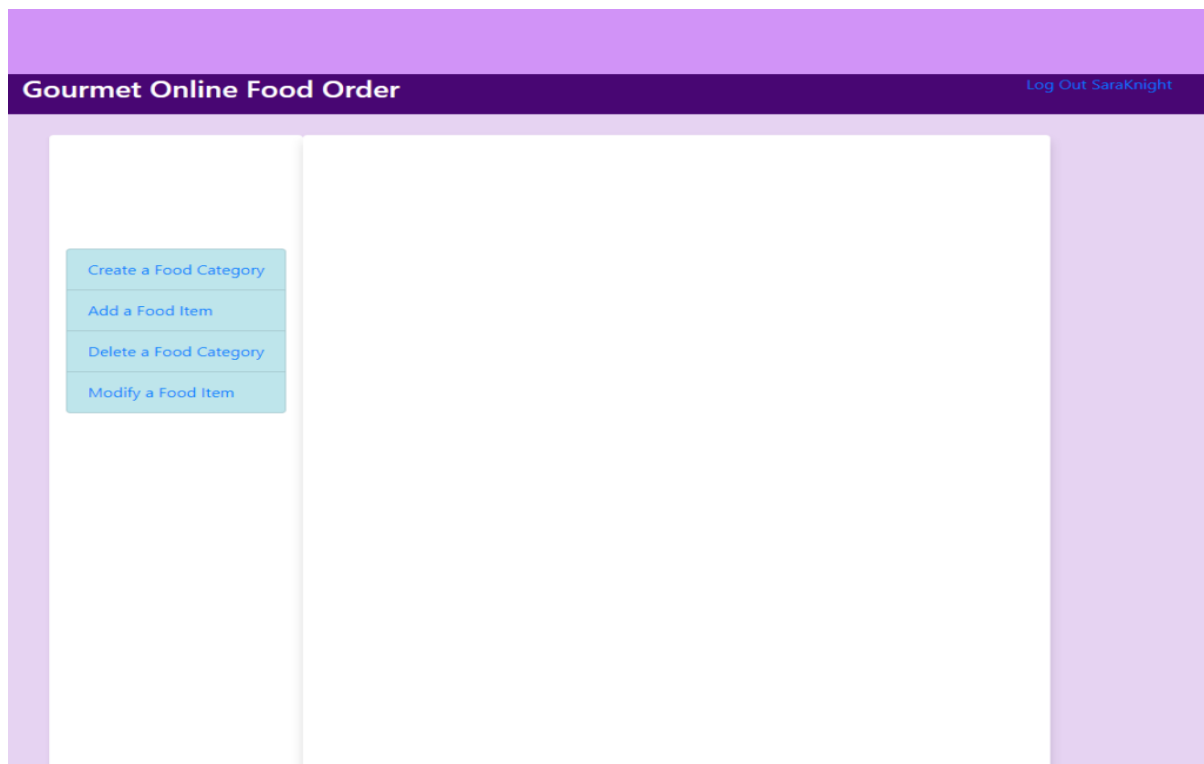 Gourmet Online Food Order
Log Out SaraKnight
Create a Food Category
Add a Food Item
Delete a Food Category
Modify a Food Item